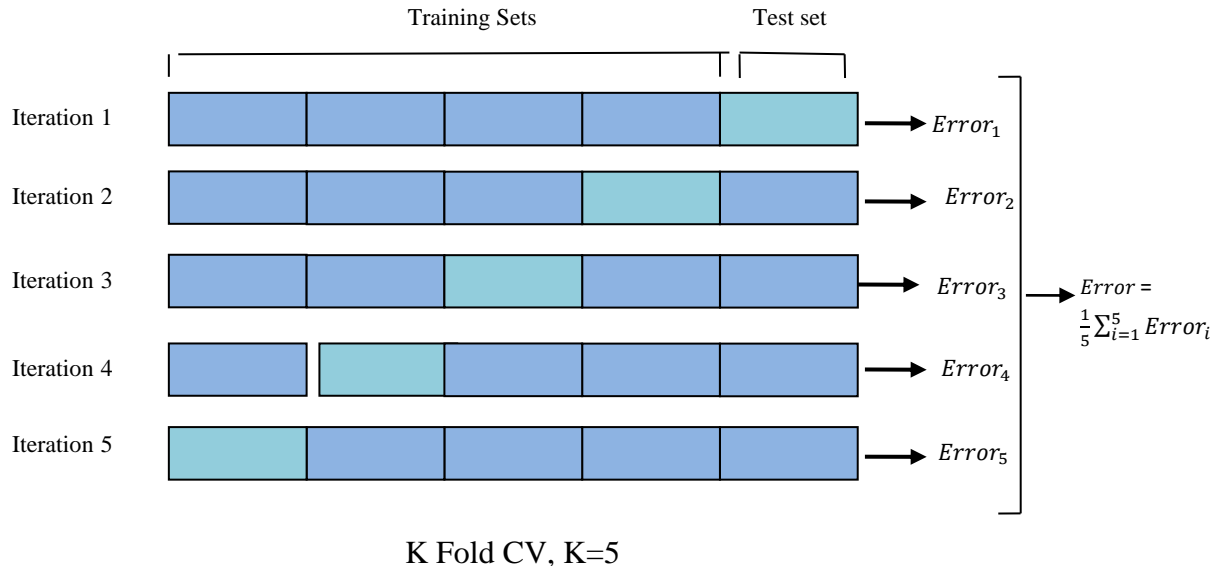 Training Sets
Test set
Iteration 1
Error₁
Iteration 2
Error₂
Iteration 3
Error₃
Error =
1/5 ∑⁵ᵢ₌₁ Errorᵢ
Iteration 4
Error₄
Iteration 5
Error₅
K Fold CV, K=5